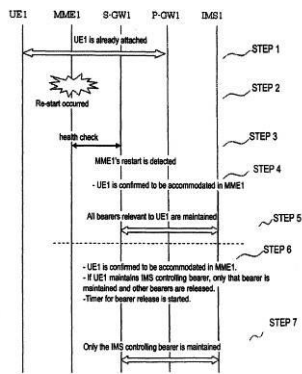 UE1 MME1 S-GW1 P-GW1 IMS1
UE1 is already attached
STEP 1
STEP 2
Re-start occurred
health check
STEP 3
MME1's restart is detected
STEP 4
- UE1 is confirmed to be accommodated in MME1
All bearers relevant to UE1 are maintained
STEP 5
STEP 6
- UE1 is confirmed to be accommodated in MME1.
- If UE1 maintains IMS controlling bearer, only that bearer is
maintained and other bearers are released.
-Timer for bearer release is started.
STEP 7
Only the IMS controlling bearer is maintained